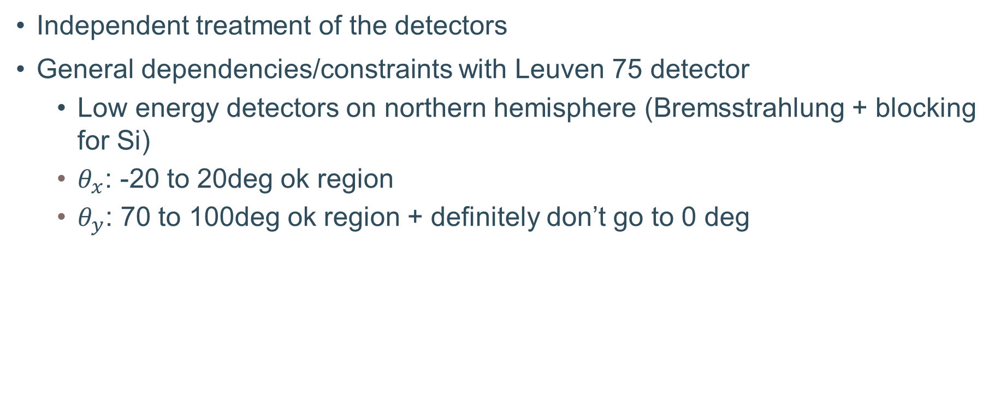 • Independent treatment of the detectors
• General dependencies/constraints with Leuven 75 detector
• Low energy detectors on northern hemisphere (Bremsstrahlung + blocking
for Si)
• θₓ: -20 to 20deg ok region
• θ_y: 70 to 100deg ok region + definitely don’t go to 0 deg